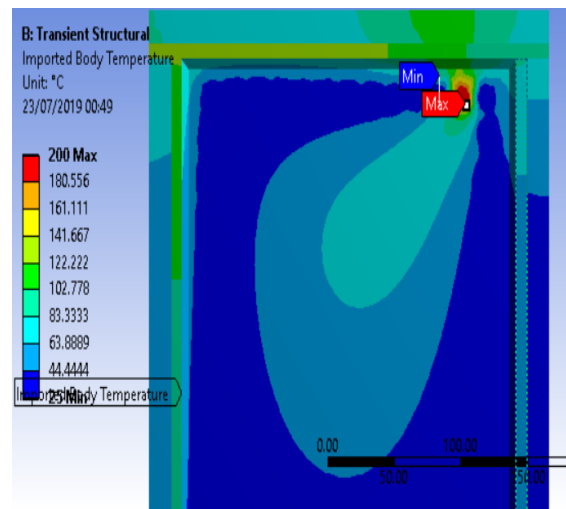 B: Transient Structural
Imported Body Temperature
Unit: °C
23/07/2019 00:49
200 Max
180.556
161.111
141.667
122.222
102.778
83.3333
63.8889
44.4444
25 Min
Imported Body Temperature
Min
Max
0.00
100.00
50.00